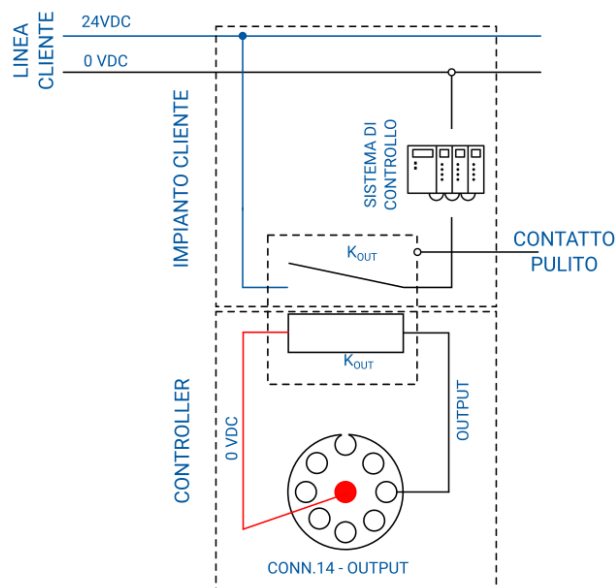 24VDC
0 VDC
LINEA
CLIENTE
IMPIANTO CLIENTE
SISTEMA DI
CONTROLLO
KOUT
CONTATTO
PULITO
KOUT
CONTROLLER
0 VDC
OUTPUT
CONN.14 - OUTPUT